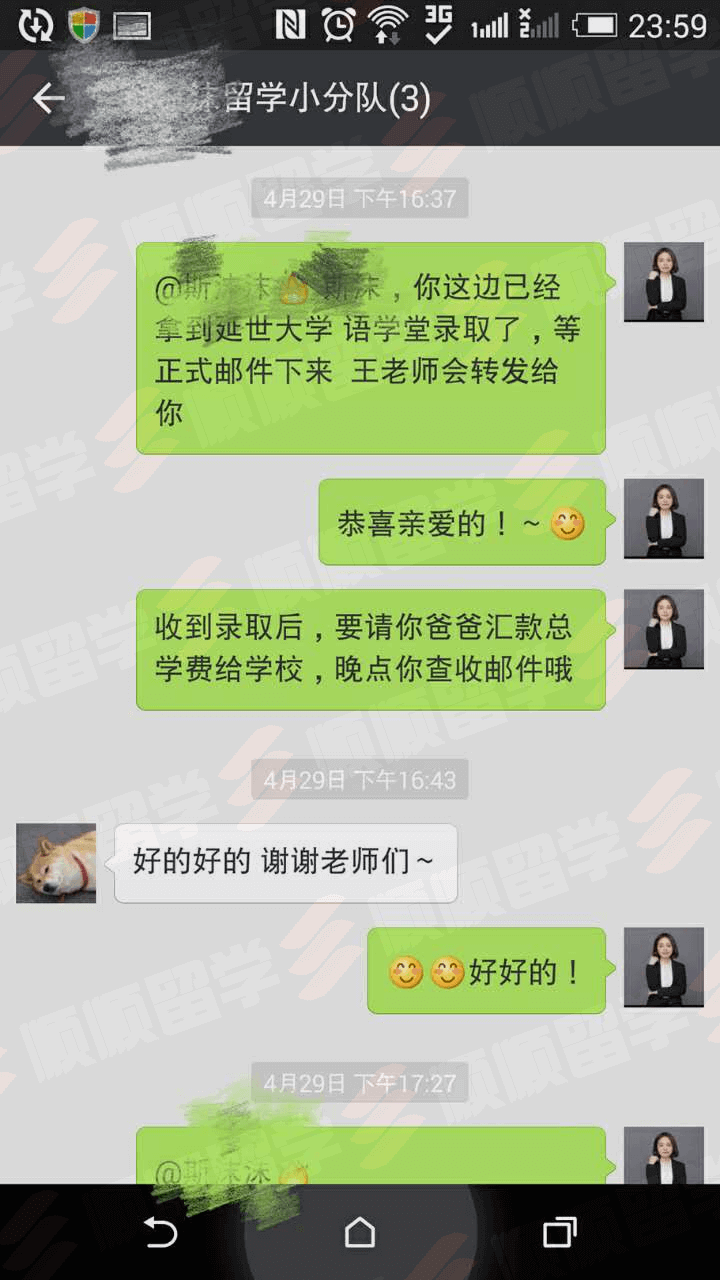 3G
X
2
23:59
留学小分队(3)
4月29日 下午16:37
@斯沫沫 斯沫，你这边已经
拿到延世大学 语学堂录取了，等
正式邮件下来 王老师会转发给
你
恭喜亲爱的！~😊
收到录取后，要请你爸爸汇款总
学费给学校，晚点你查收邮件哦
4月29日 下午16:43
好的好的 谢谢老师们~
😊😊好好的！
4月29日 下午17:27
@斯沫沫
顺顺留学